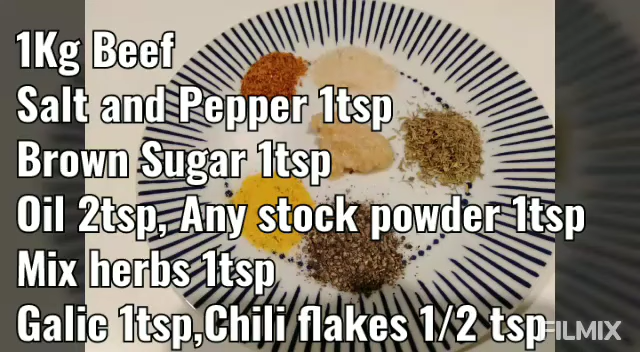 1Kg Beef
Salt and Pepper 1tsp
Brown Sugar 1tsp
Oil 2tsp, Any stock powder 1tsp
Mix herbs 1tsp
Galic 1tsp,Chili flakes 1/2 tsp
FILMIX